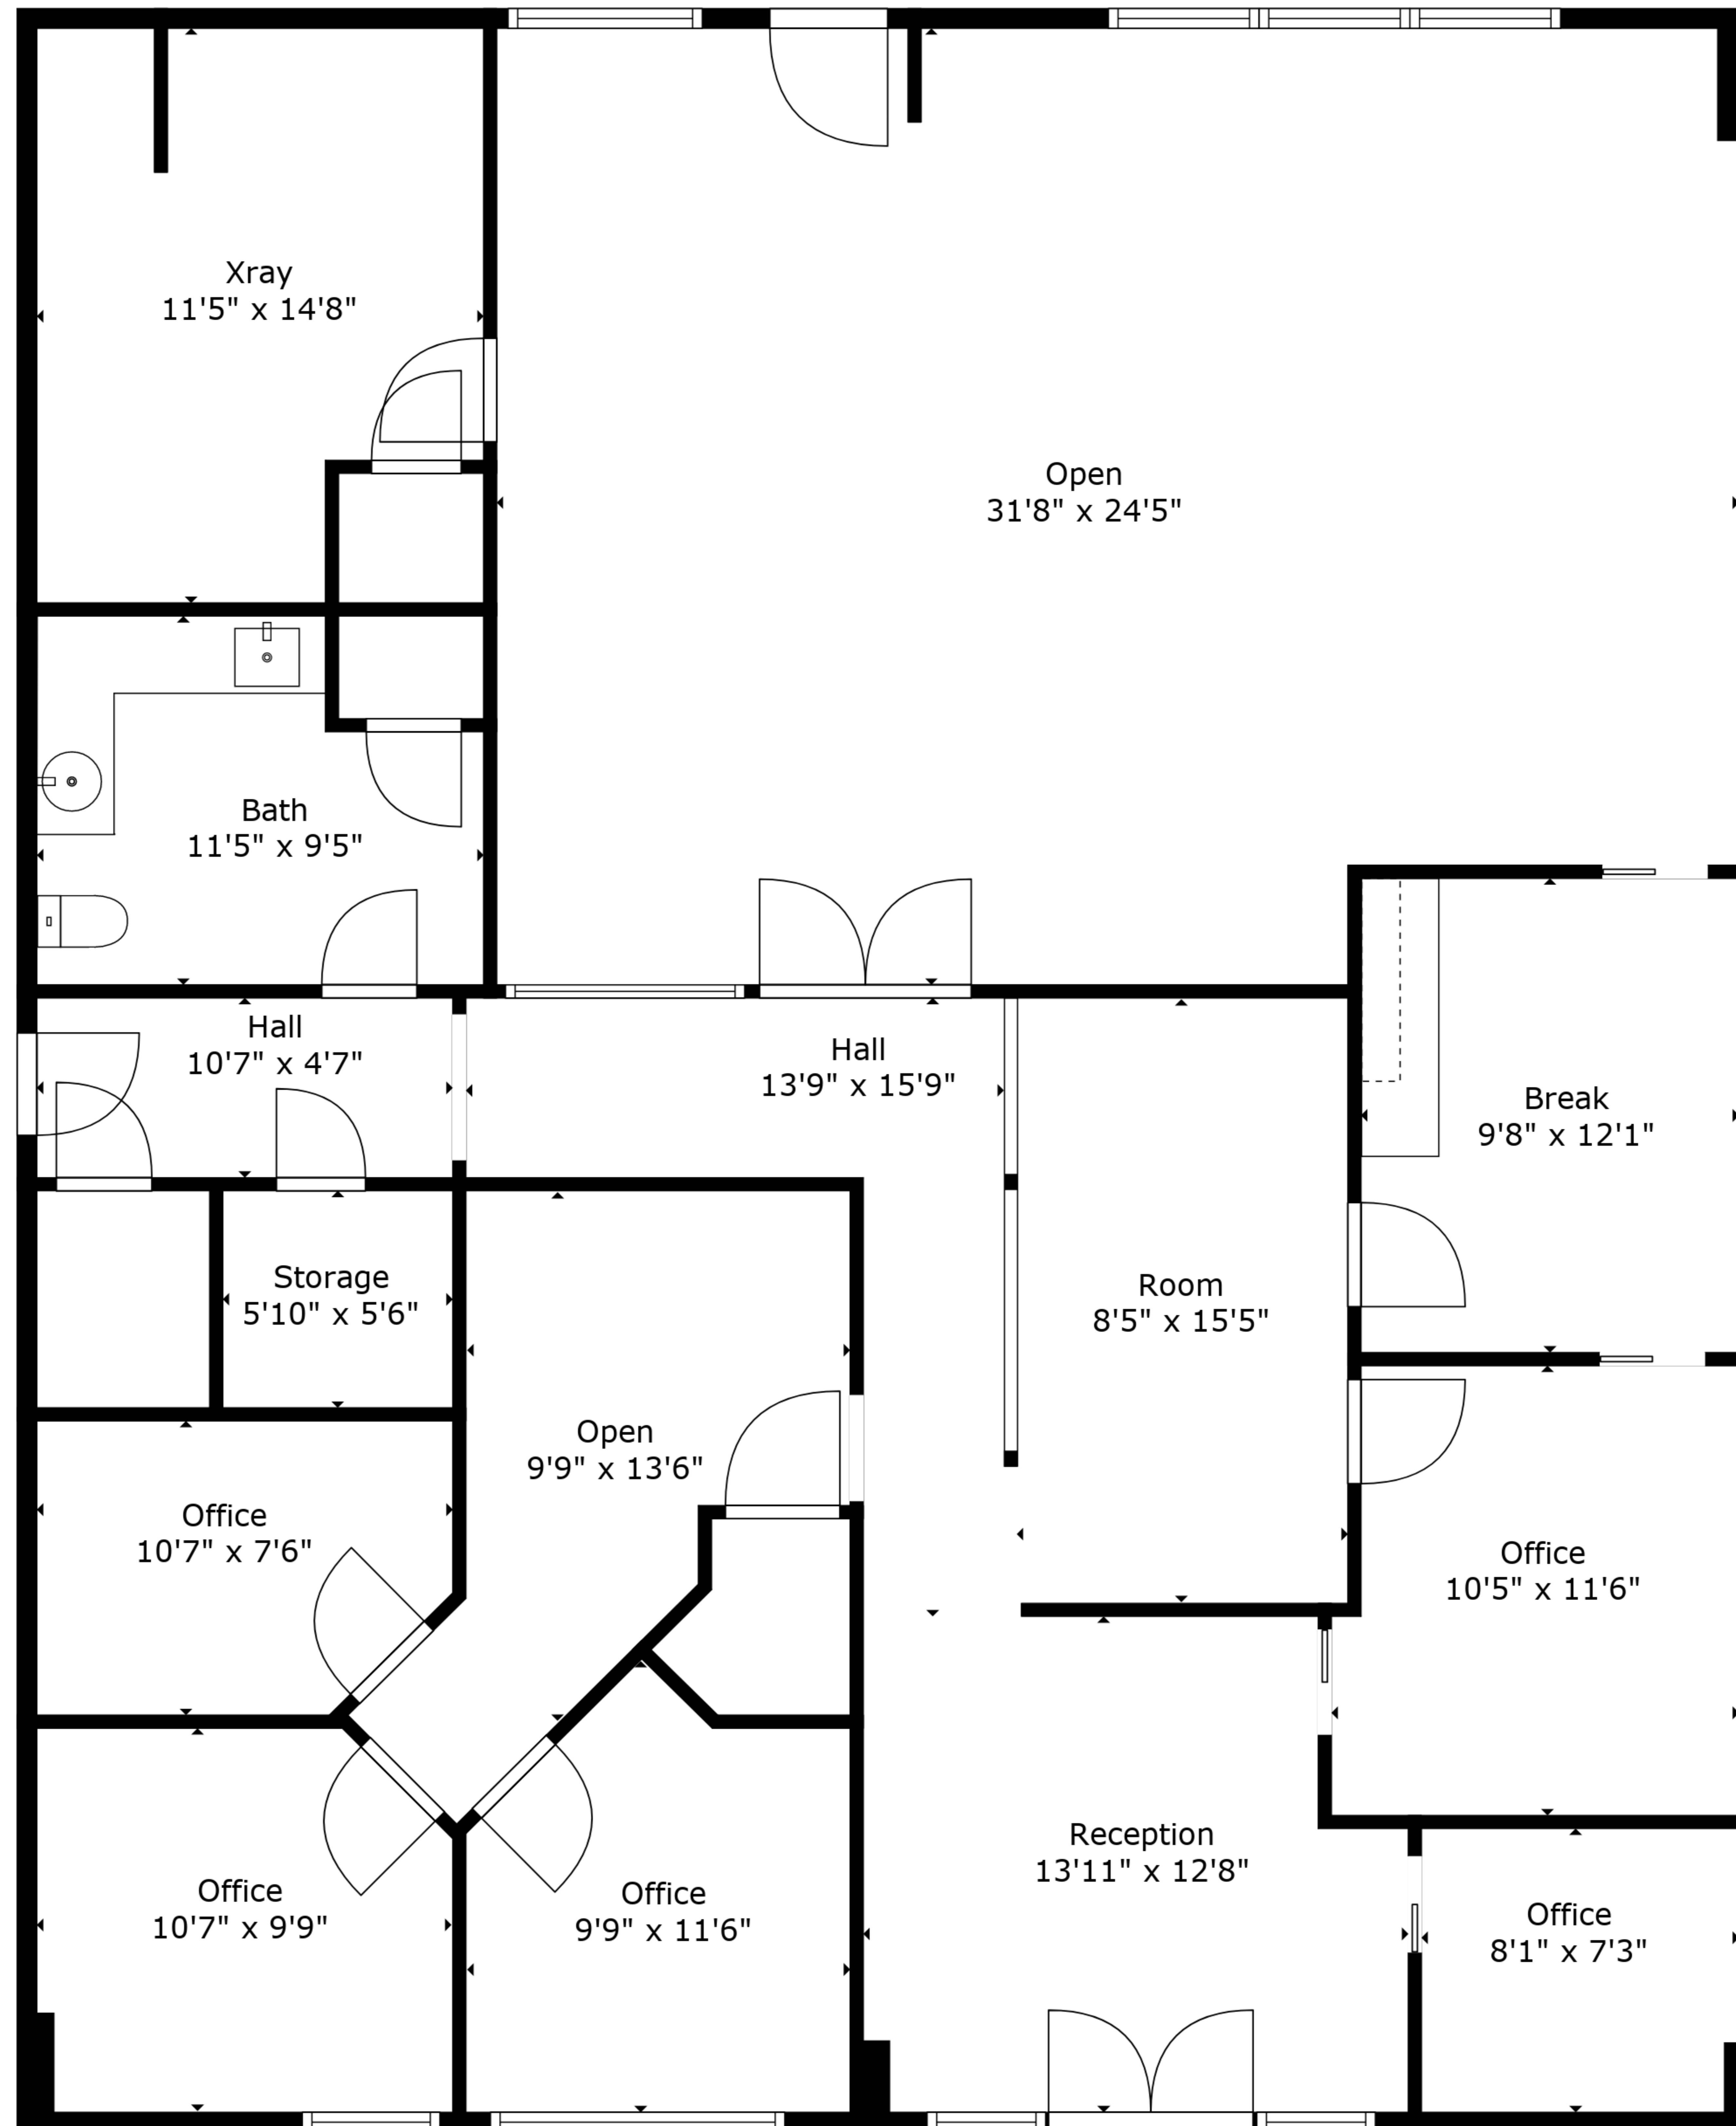 Xray
11'5" x 14'8"
Open
31'8" x 24'5"
Bath
11'5" x 9'5"
Hall
10'7" x 4'7"
Hall
13'9" x 15'9"
Break
9'8" x 12'1"
Storage
5'10" x 5'6"
Room
8'5" x 15'5"
Open
9'9" x 13'6"
Office
10'7" x 7'6"
Office
10'5" x 11'6"
Reception
13'11" x 12'8"
Office
10'7" x 9'9"
Office
9'9" x 11'6"
Office
8'1" x 7'3"